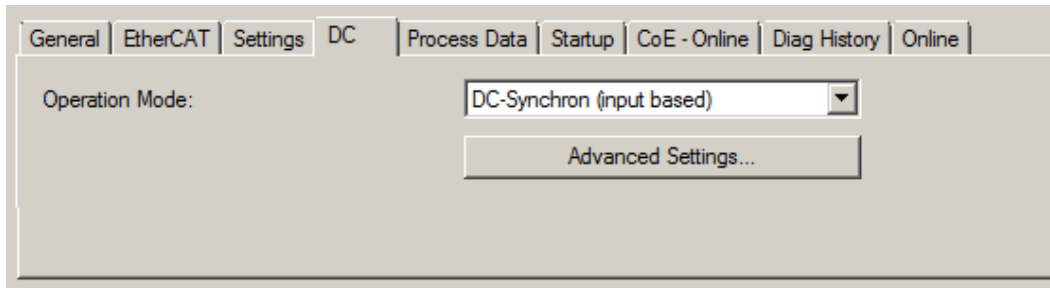 General EtherCAT Settings DC Process Data Startup CoE - Online Diag History Online
Operation Mode: DC-Synchron (input based)
Advanced Settings...